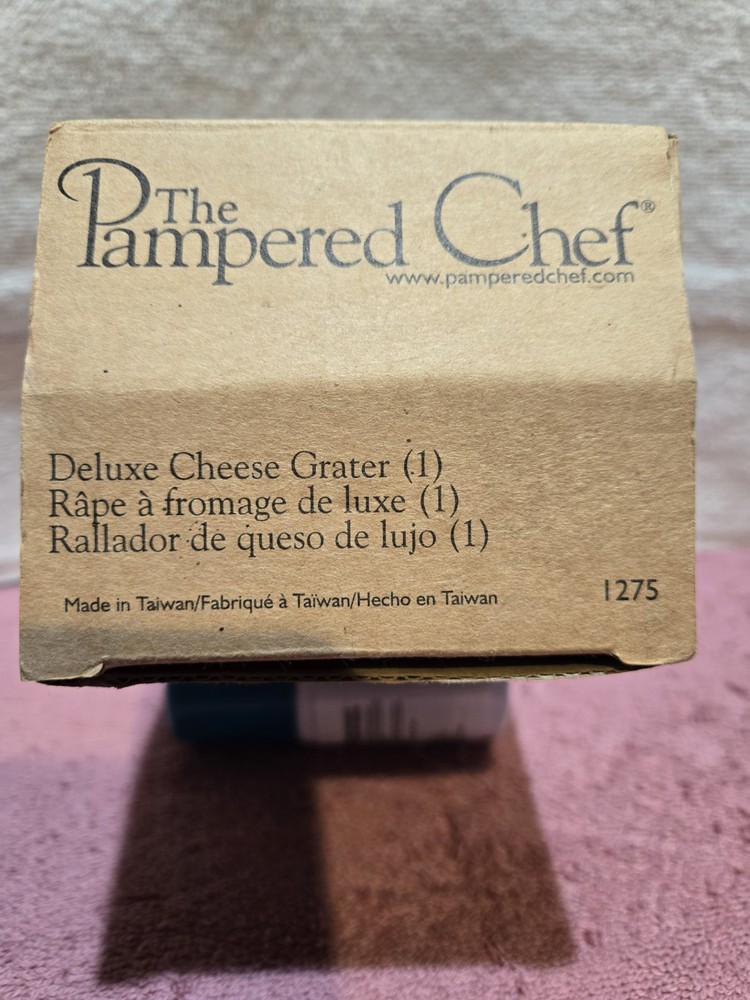 The
Pampered Chef®
www.pamperedchef.com
Deluxe Cheese Grater (1)
Râpe à fromage de luxe (1)
Rallador de queso de lujo (1)
Made in Taiwan/Fabriqué à Taïwan/Hecho en Taiwan
1275